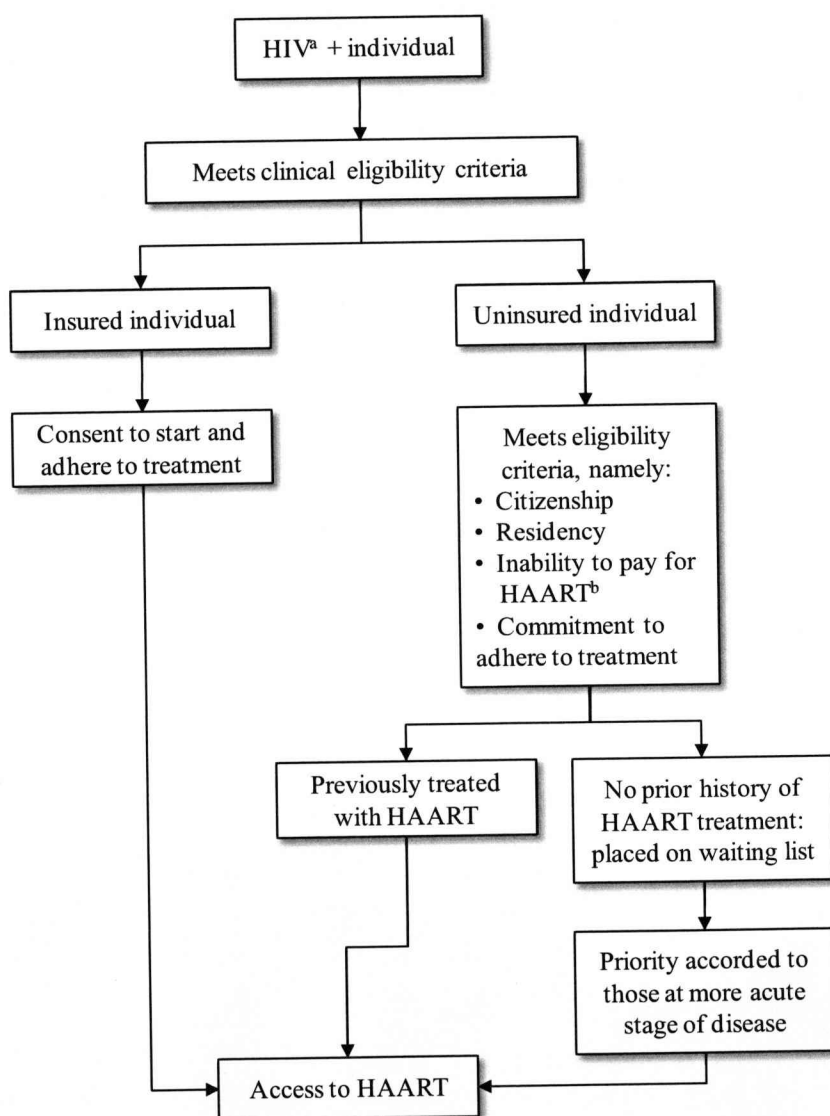 HIVᵃ + individual
Meets clinical eligibility criteria
Insured individual
Uninsured individual
Consent to start and
adhere to treatment
Meets eligibility
criteria, namely:
• Citizenship
• Residency
• Inability to pay for
HAARTᵇ
• Commitment to
adhere to treatment
Previously treated
with HAART
No prior history of
HAART treatment:
placed on waiting list
Priority accorded to
those at more acute
stage of disease
Access to HAART